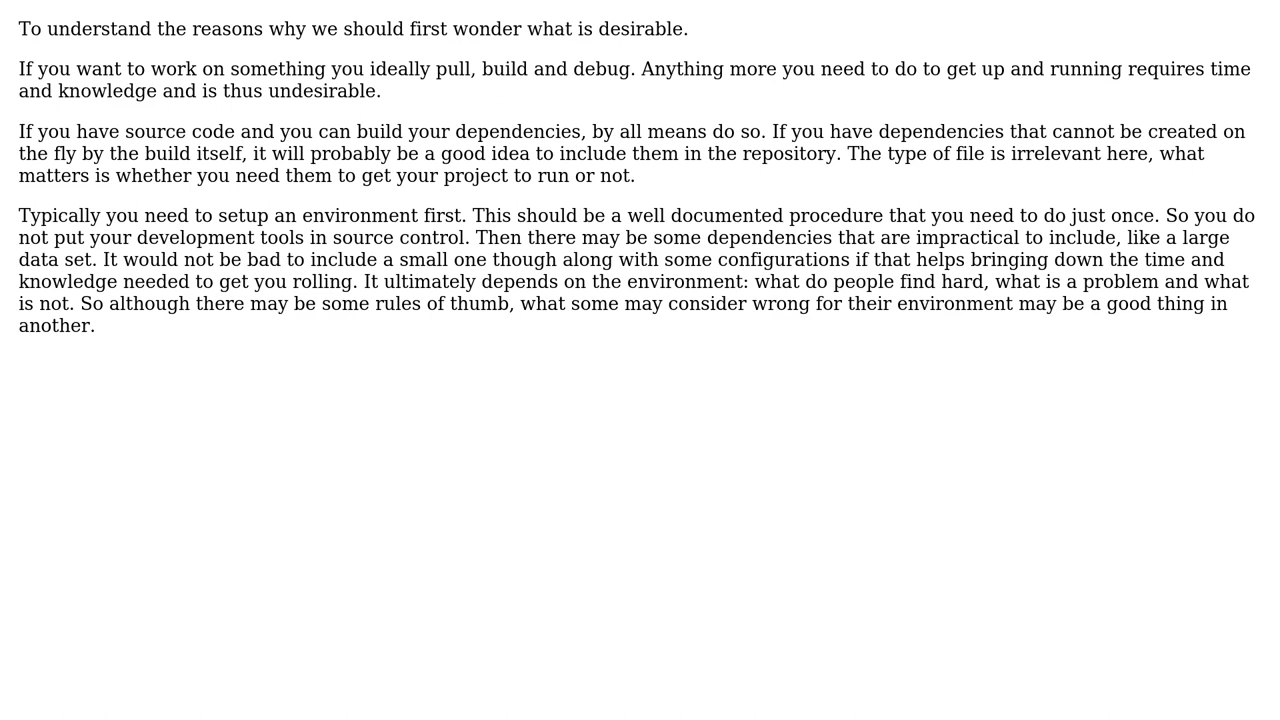 To understand the reasons why we should first wonder what is desirable.
If you want to work on something you ideally pull, build and debug. Anything more you need to do to get up and running requires time
and knowledge and is thus undesirable.
If you have source code and you can build your dependencies, by all means do so. If you have dependencies that cannot be created on
the fly by the build itself, it will probably be a good idea to include them in the repository. The type of file is irrelevant here, what
matters is whether you need them to get your project to run or not.
Typically you need to setup an environment first. This should be a well documented procedure that you need to do just once. So you do
not put your development tools in source control. Then there may be some dependencies that are impractical to include, like a large
data set. It would not be bad to include a small one though along with some configurations if that helps bringing down the time and
knowledge needed to get you rolling. It ultimately depends on the environment: what do people find hard, what is a problem and what
is not. So although there may be some rules of thumb, what some may consider wrong for their environment may be a good thing in
another.